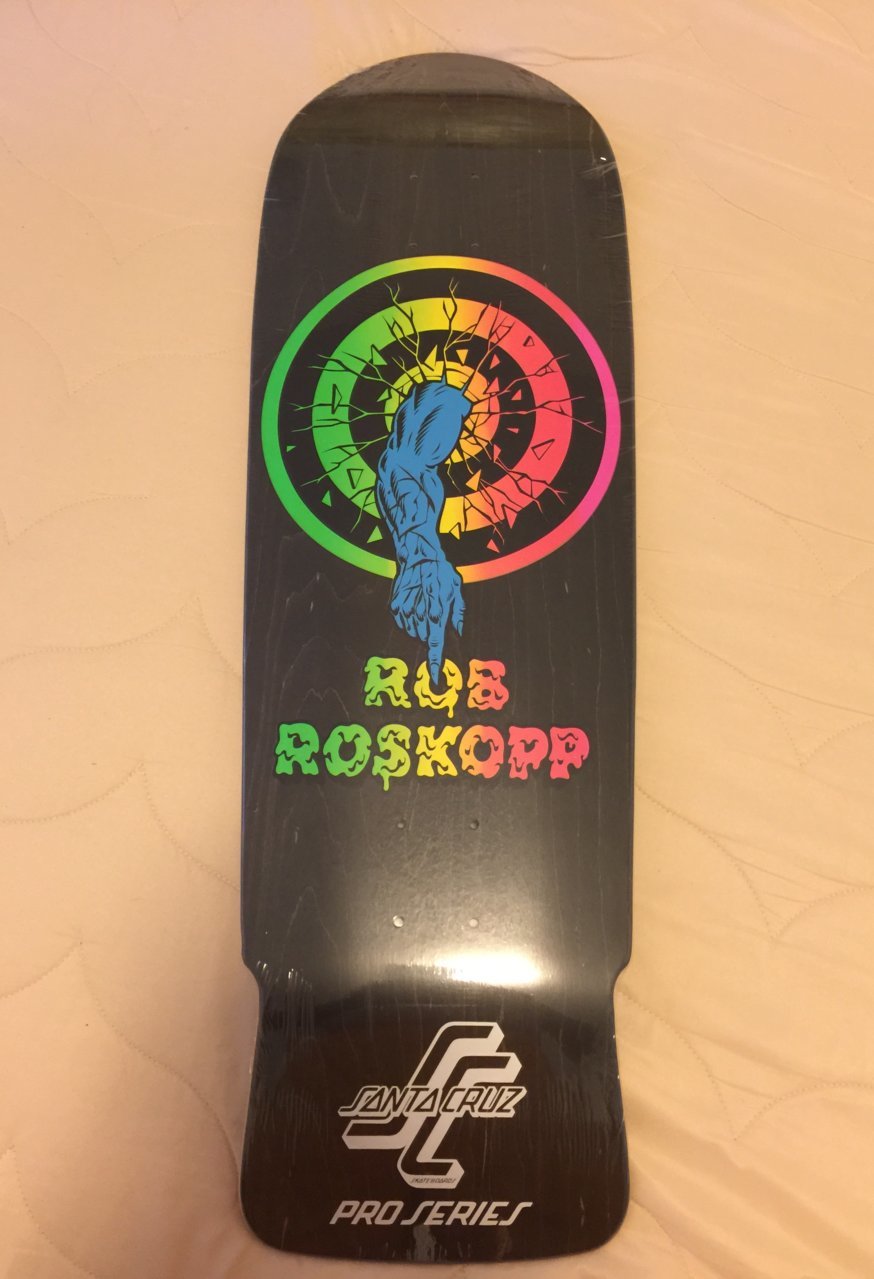 ROB
ROSKOPP
SANTA CRUZ
SKATEBOARDS
PRO SERIES